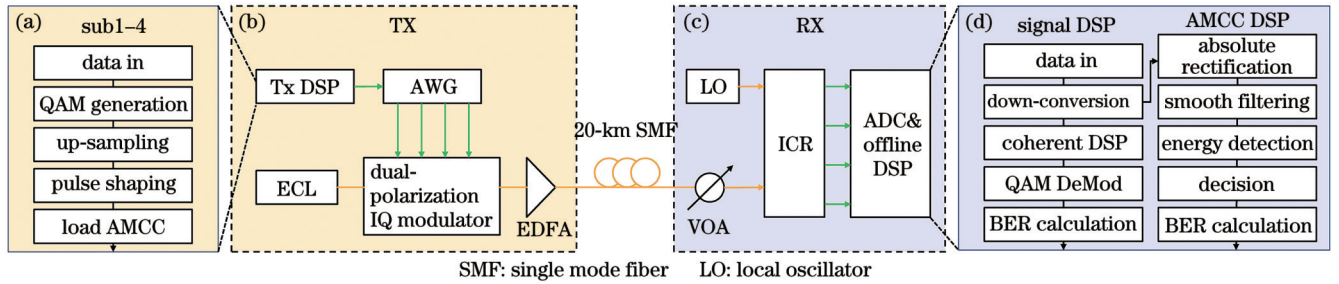 (a)
sub1–4
data in
QAM generation
up-sampling
pulse shaping
load AMCC
(b)
TX
Tx DSP
AWG
ECL
dual-
polarization
IQ modulator
EDFA
20-km SMF
(c)
RX
LO
ICR
ADC&
offline
DSP
VOA
(d)
signal DSP
data in
down-conversion
coherent DSP
QAM DeMod
BER calculation
AMCC DSP
absolute
rectification
smooth filtering
energy detection
decision
BER calculation
SMF: single mode fiber LO: local oscillator